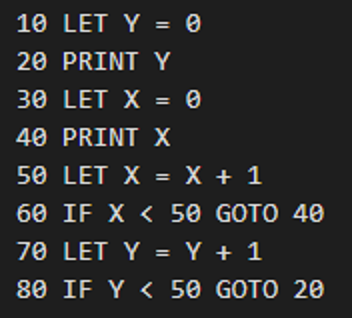 10 LET Y = 0
20 PRINT Y
30 LET X = 0
40 PRINT X
50 LET X = X + 1
60 IF X < 50 GOTO 40
70 LET Y = Y + 1
80 IF Y < 50 GOTO 20